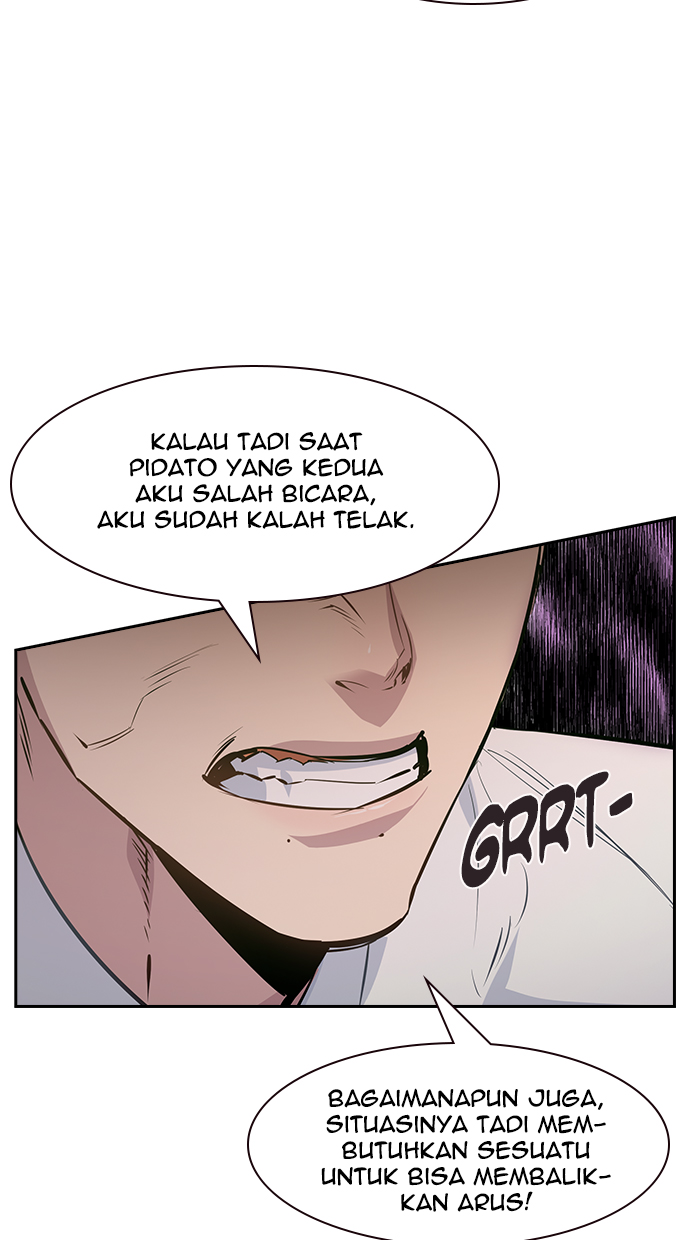 KALAU TADI SAAT
PIDATO YANG KEDUA
AKU SALAH BICARA,
AKU SUDAH KALAH TELAK.
GRRT-
BAGAIMANAPUN JUGA,
SITUASINYA TADI MEM-
BUTUHKAN SESUATU
UNTUK BISA MEMBALIK-
KAN ARUS!